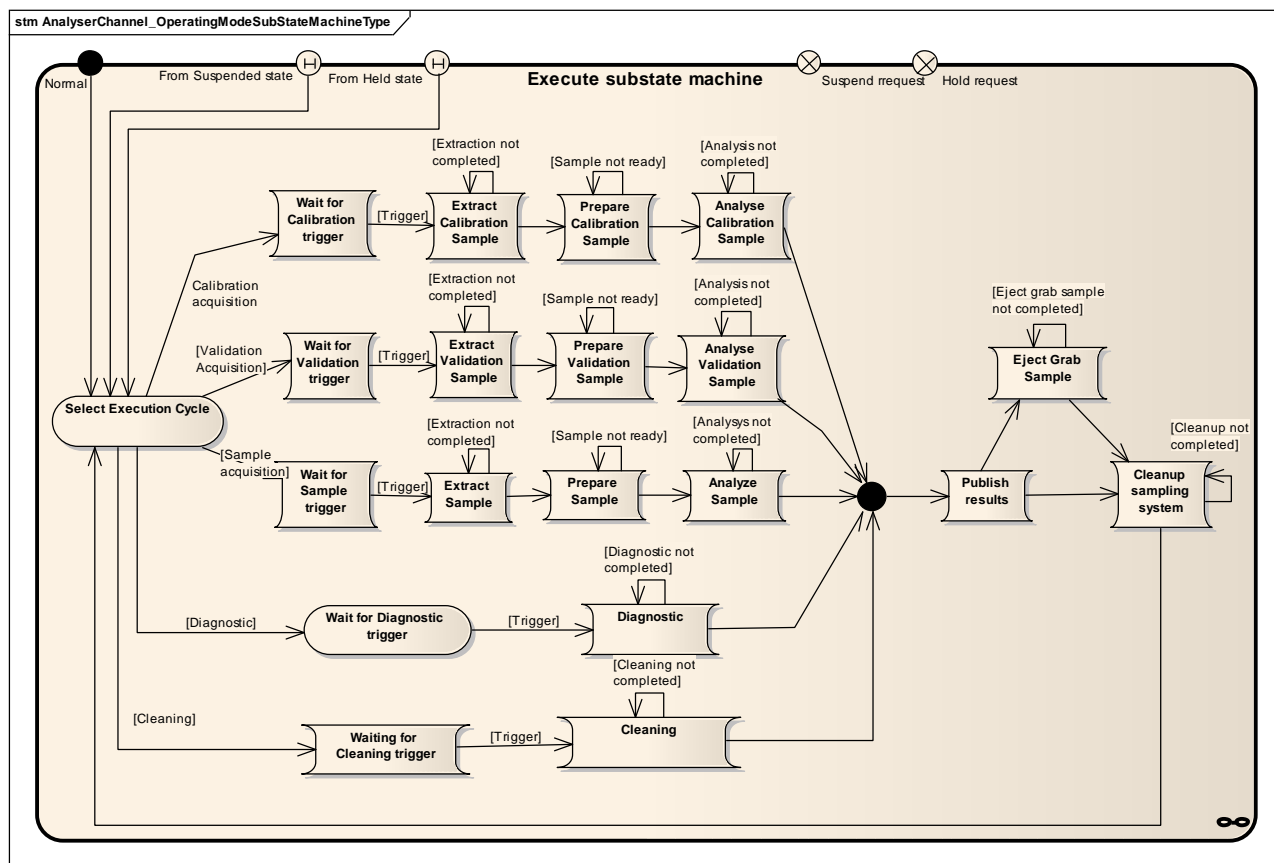 stm AnalyserChannel_OperatingModeSubStateMachineType
Normal
From Suspended state
From Held state
Execute substate machine
Suspend rrequest
Hold request
[Extraction not
completed]
[Sample not ready]
[Analysis not
completed]
Wait for
Calibration
trigger
[Trigger]
Extract
Calibration
Sample
Prepare
Calibration
Sample
Analyse
Calibration
Sample
Calibration
acquisition
[Extraction not
completed]
[Sample not ready]
[Analysis not
completed]
[Eject grab sample
not completed]
[Validation
Acquisition]
Wait for
Validation
trigger
[Trigger]
Extract
Validation
Sample
Prepare
Validation
Sample
Analyse
Validation
Sample
Eject Grab
Sample
Select Execution Cycle
[Extraction not
completed]
[Sample not ready]
[Analysys not
completed]
[Cleanup not
completed]
[Sample
acquisition]
Wait for
Sample
trigger
[Trigger]
Extract
Sample
Prepare
Sample
Analyze
Sample
Publish
results
Cleanup
sampling
system
[Diagnostic not
completed]
[Diagnostic]
Wait for Diagnostic
trigger
[Trigger]
Diagnostic
[Cleaning not
completed]
[Cleaning]
Waiting for
Cleaning trigger
[Trigger]
Cleaning